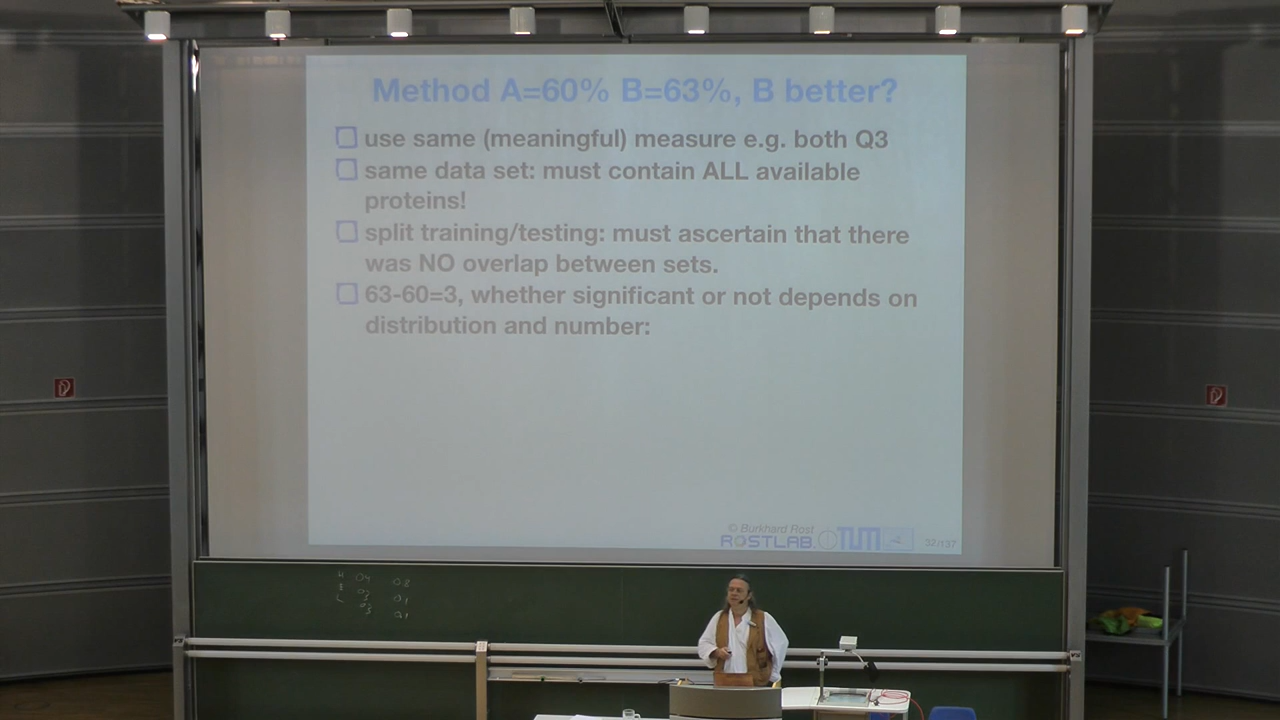 Method A=60% B=63%, B better?
use same (meaningful) measure e.g. both Q3
same data set: must contain ALL available
proteins!
split training/testing: must ascertain that there
was NO overlap between sets.
63-60=3, whether significant or not depends on
distribution and number:
© Burkhard Rost
ROSTLAB TUM
32/137